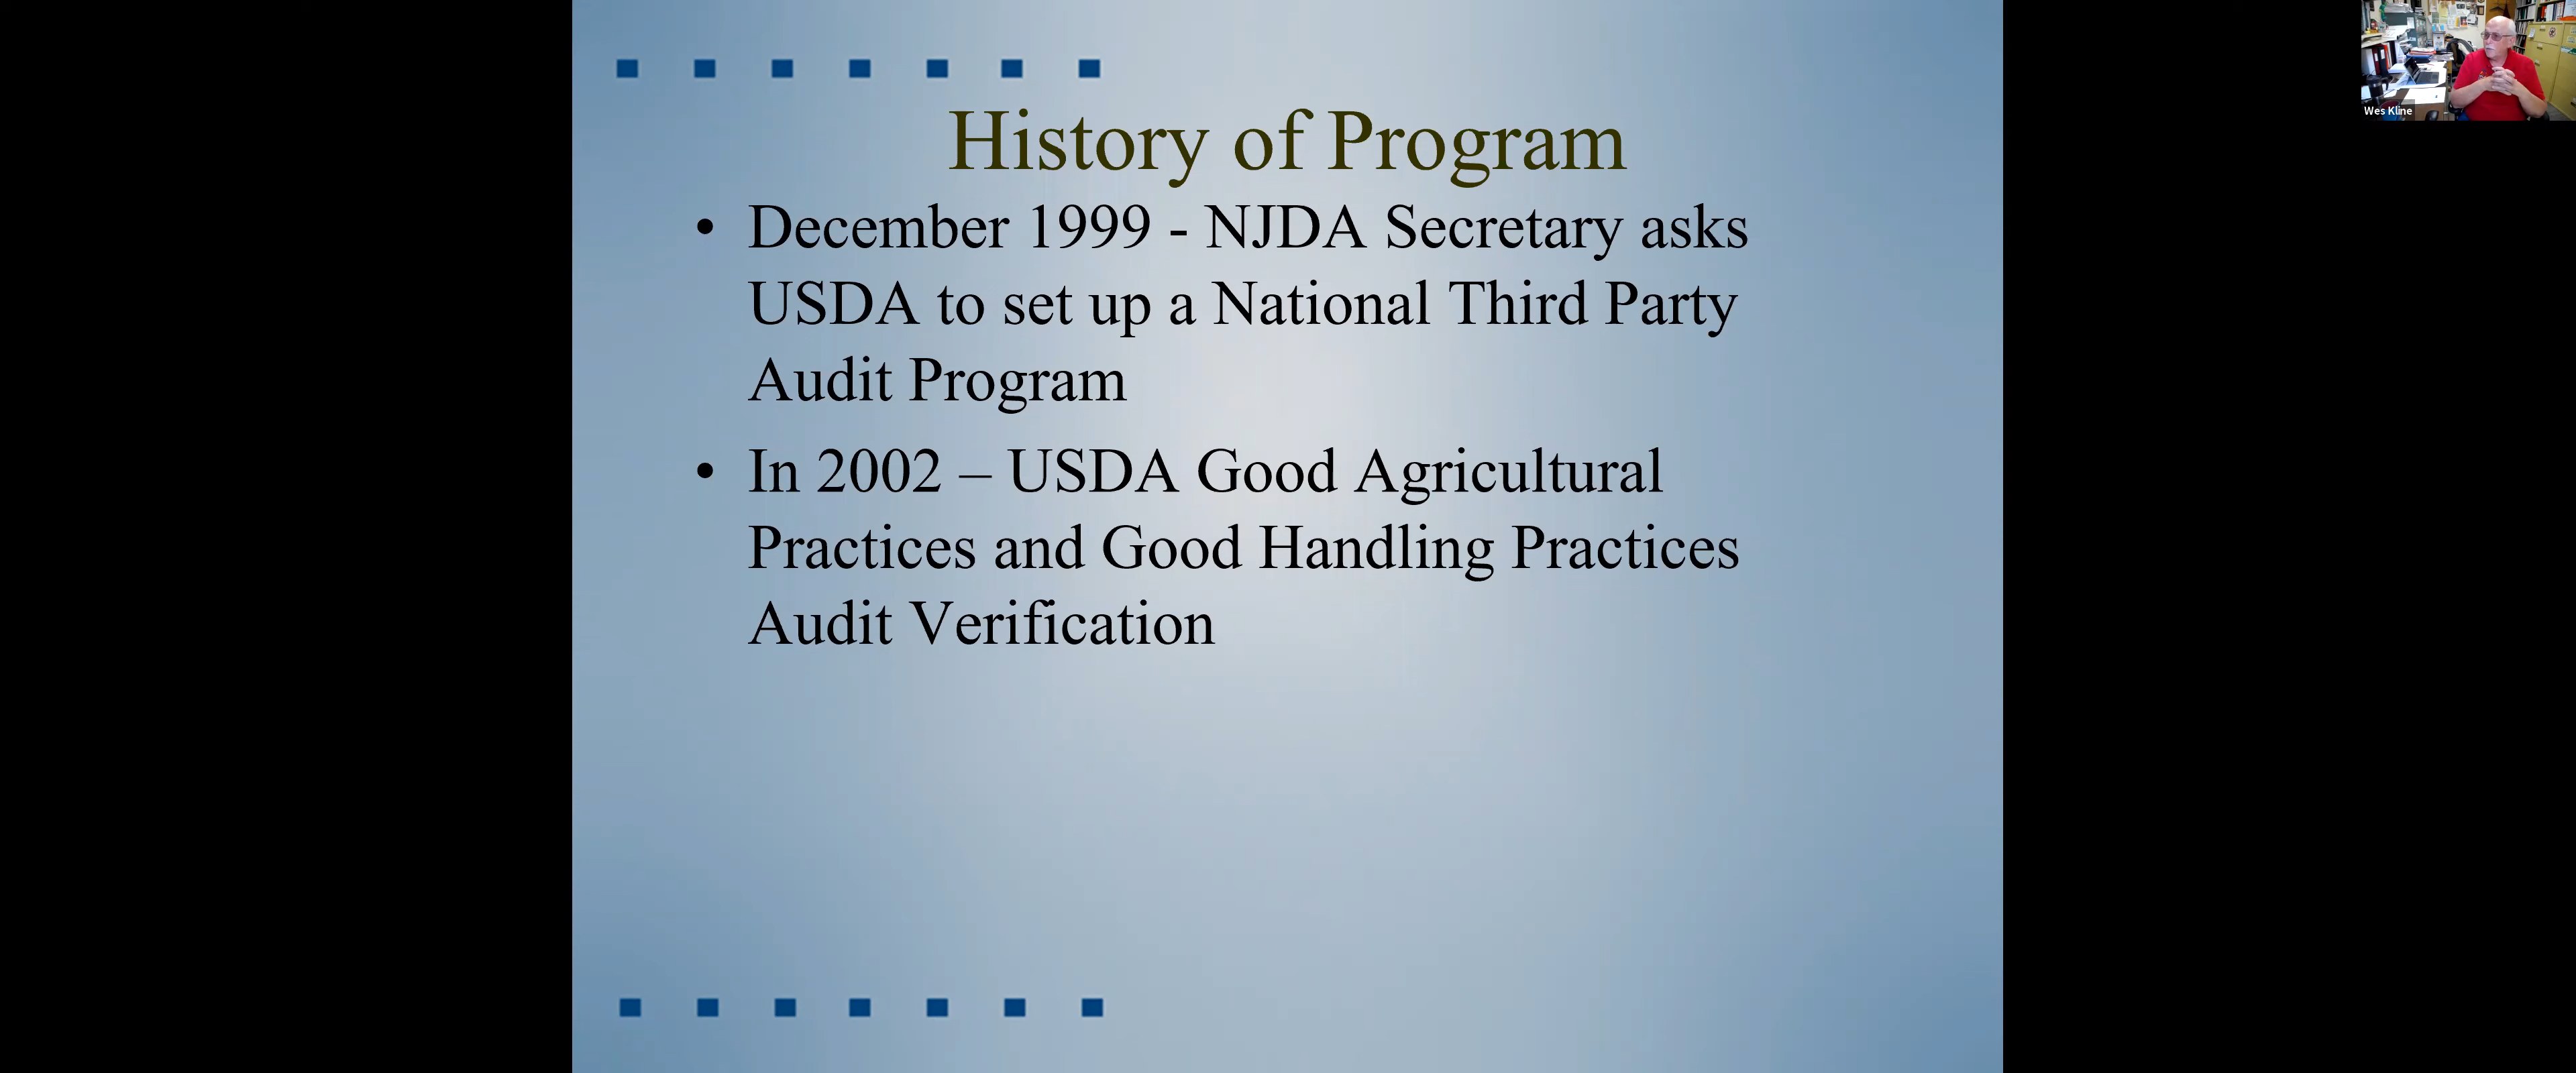 History of Program
• December 1999 - NJDA Secretary asks
USDA to set up a National Third Party
Audit Program
• In 2002 – USDA Good Agricultural
Practices and Good Handling Practices
Audit Verification
Wes Kline